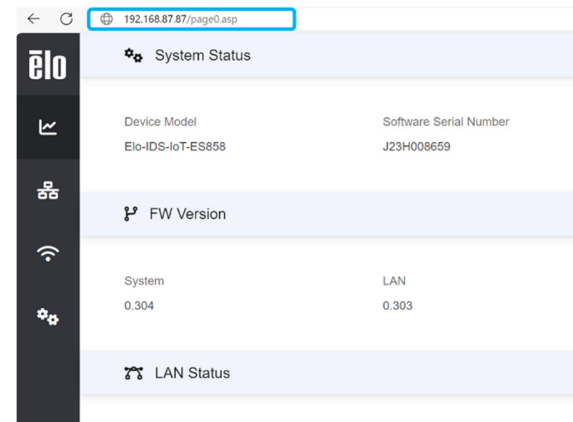 192.168.87.87/page0.asp
ēlo
System Status
Device Model
Software Serial Number
Elo-IDS-IoT-ES858
J23H008659
FW Version
System
LAN
0.304
0.303
LAN Status